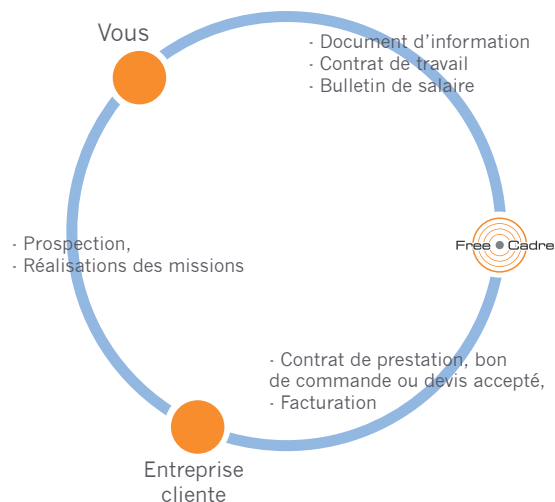 Vous
· Document d’information
· Contrat de travail
· Bulletin de salaire
· Prospection,
· Réalisations des missions
Free Cadre
· Contrat de prestation, bon
de commande ou devis accepté,
· Facturation
Entreprise
cliente